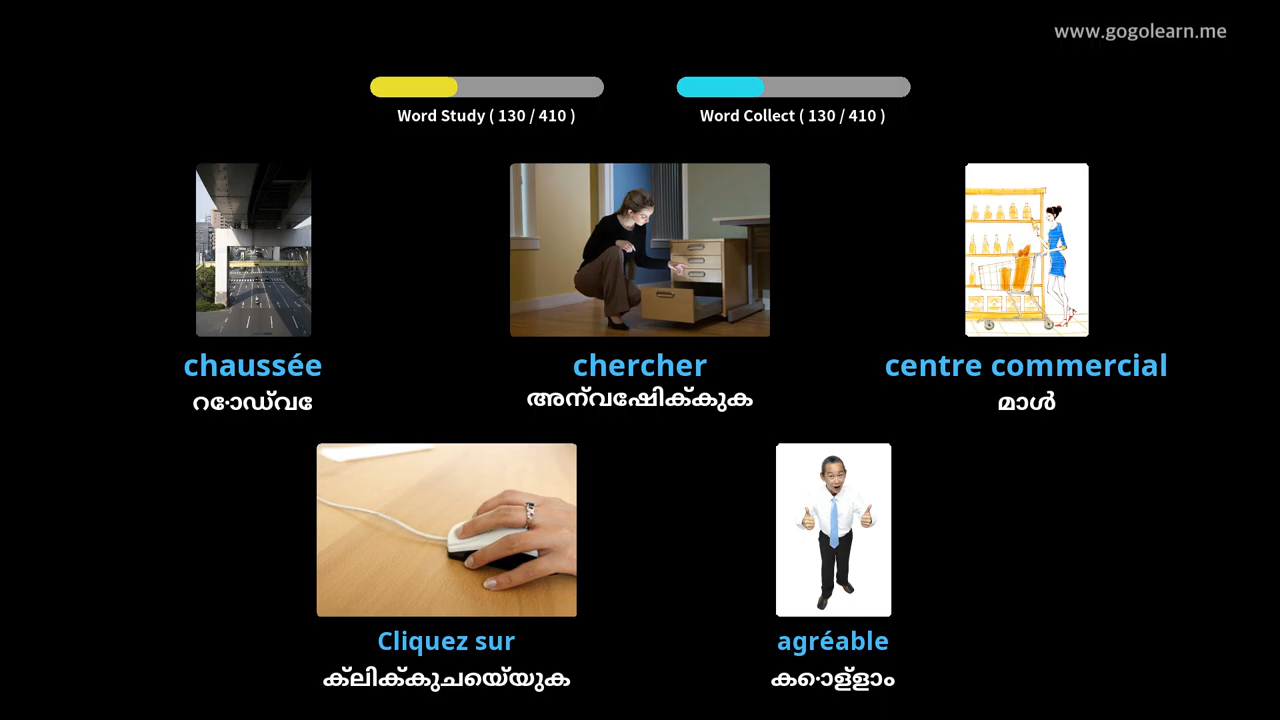 www.gogolearn.me
Word Study ( 130 / 410 )
Word Collect ( 130 / 410 )
chaussée
റോഡ്‌വേ
chercher
അന്വേഷിക്കുക
centre commercial
മാൾ
Cliquez sur
ക്ലിക്കുചെയ്യുക
agréable
കൊള്ളാം